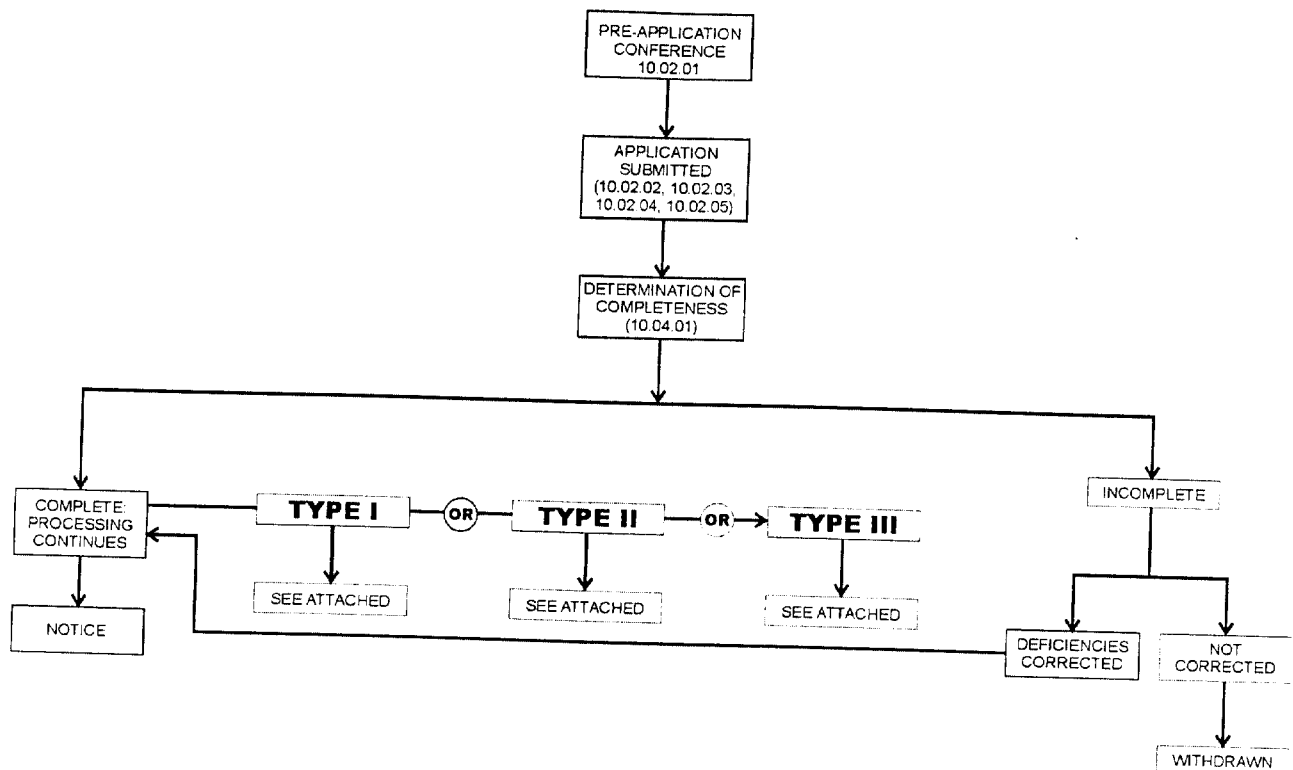 PRE-APPLICATION
CONFERENCE
10.02.01
APPLICATION
SUBMITTED
(10.02.02, 10.02.03,
10.02.04, 10.02.05)
DETERMINATION OF
COMPLETENESS
(10.04.01)
COMPLETE:
PROCESSING
CONTINUES
TYPE I
OR
TYPE II
OR
TYPE III
INCOMPLETE
SEE ATTACHED
SEE ATTACHED
SEE ATTACHED
NOTICE
DEFICIENCIES
CORRECTED
NOT
CORRECTED
WITHDRAWN